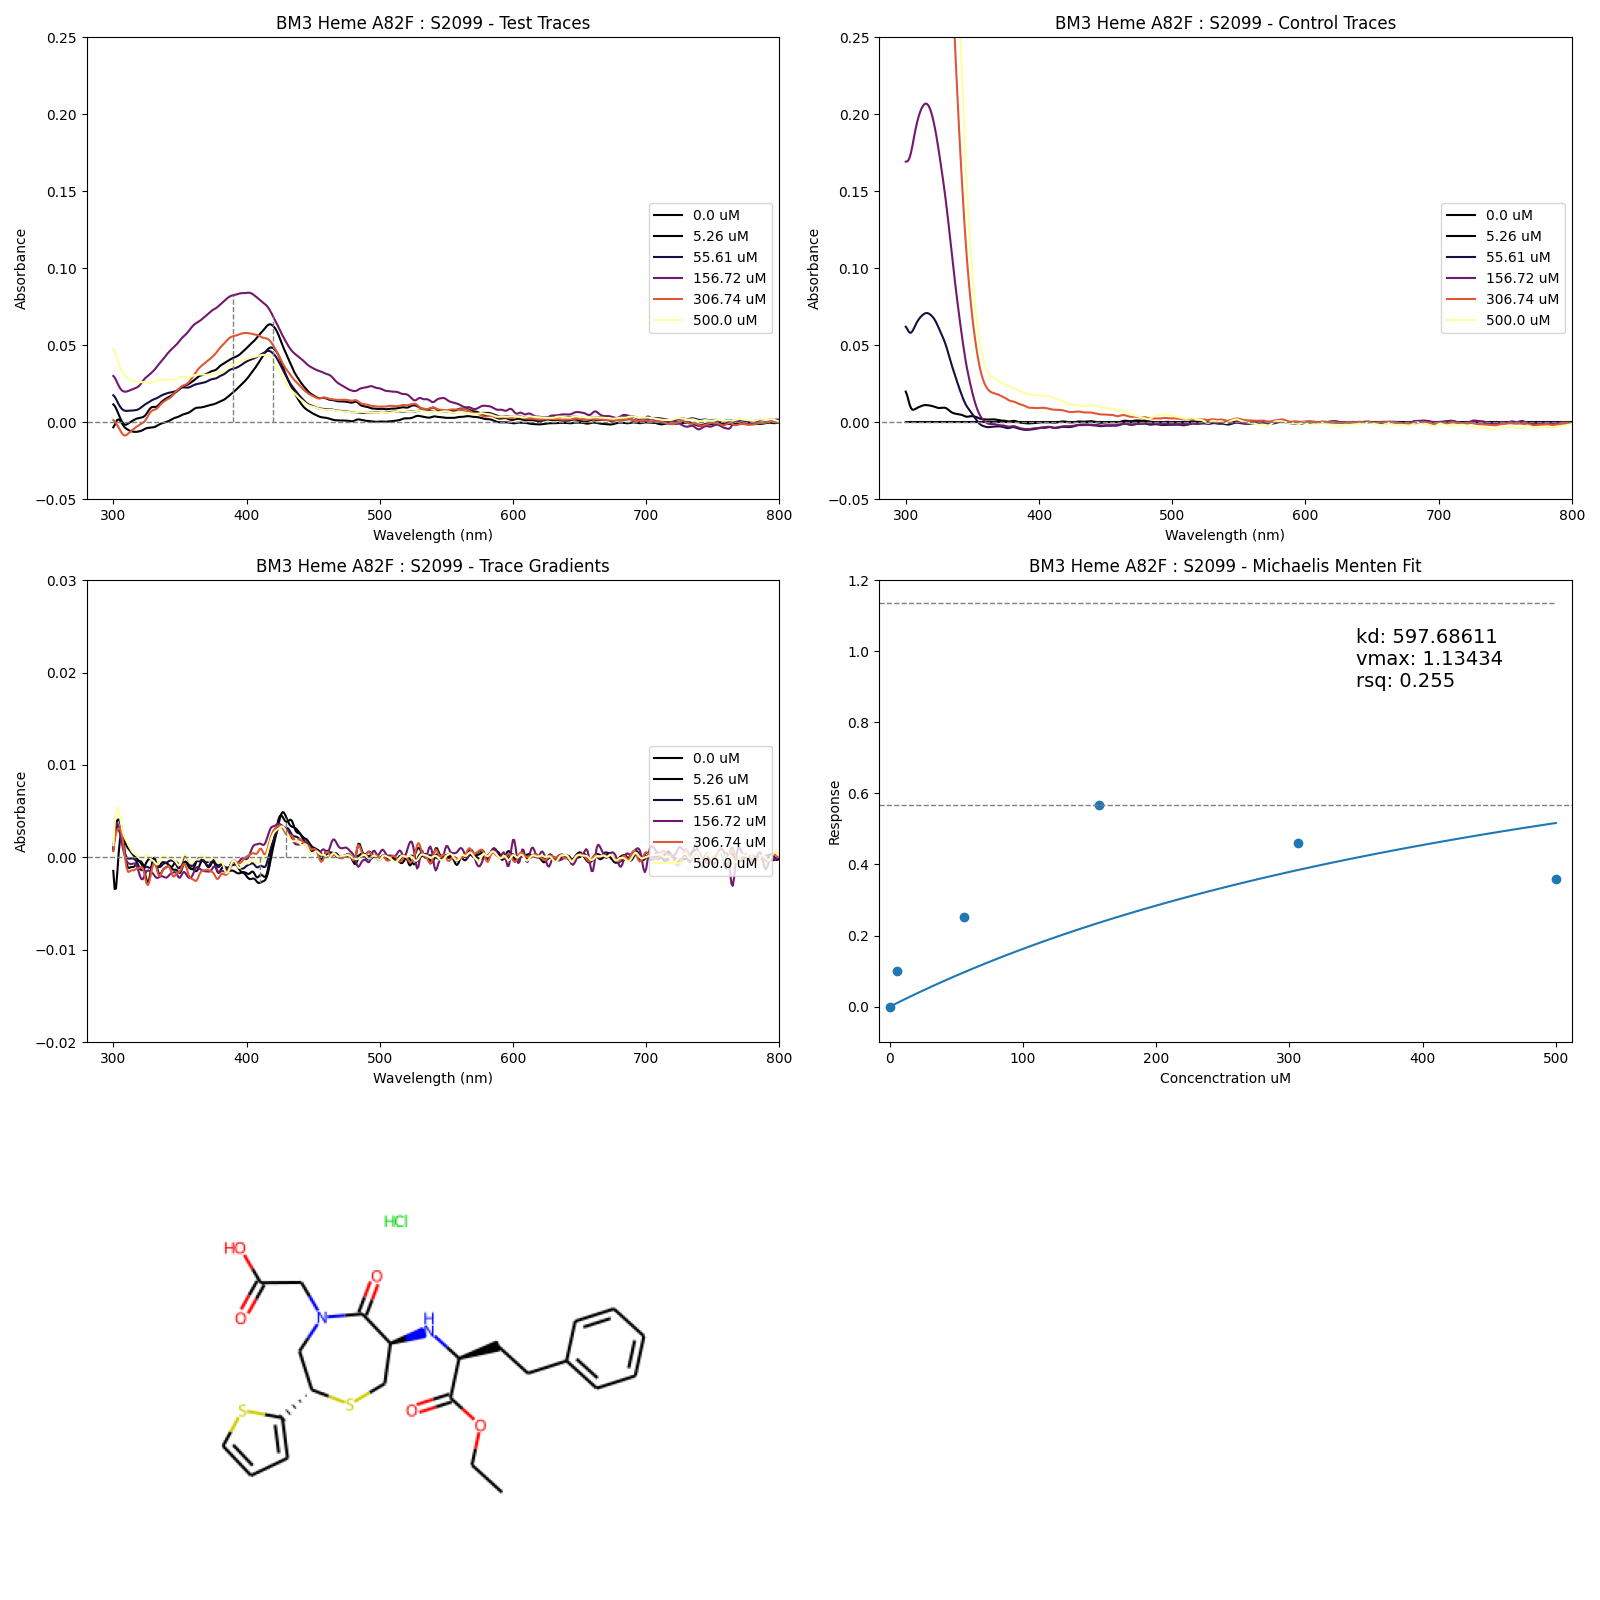 BM3 Heme A82F : S2099 - Test Traces
0.25
0.20
0.15
0.10
0.05
0.00
−0.05
Absorbance
300 400 500 600 700 800
Wavelength (nm)
0.0 uM
5.26 uM
55.61 uM
156.72 uM
306.74 uM
500.0 uM
BM3 Heme A82F : S2099 - Control Traces
0.25
0.20
0.15
0.10
0.05
0.00
−0.05
Absorbance
300 400 500 600 700 800
Wavelength (nm)
0.0 uM
5.26 uM
55.61 uM
156.72 uM
306.74 uM
500.0 uM
BM3 Heme A82F : S2099 - Trace Gradients
0.03
0.02
0.01
0.00
−0.01
−0.02
Absorbance
300 400 500 600 700 800
Wavelength (nm)
0.0 uM
5.26 uM
55.61 uM
156.72 uM
306.74 uM
500.0 uM
BM3 Heme A82F : S2099 - Michaelis Menten Fit
1.2
1.0
0.8
0.6
0.4
0.2
0.0
Response
0 100 200 300 400 500
Concenctration uM
kd: 597.68611
vmax: 1.13434
rsq: 0.255
HCl
HO
O
O
N
H
N
S
S
O
O